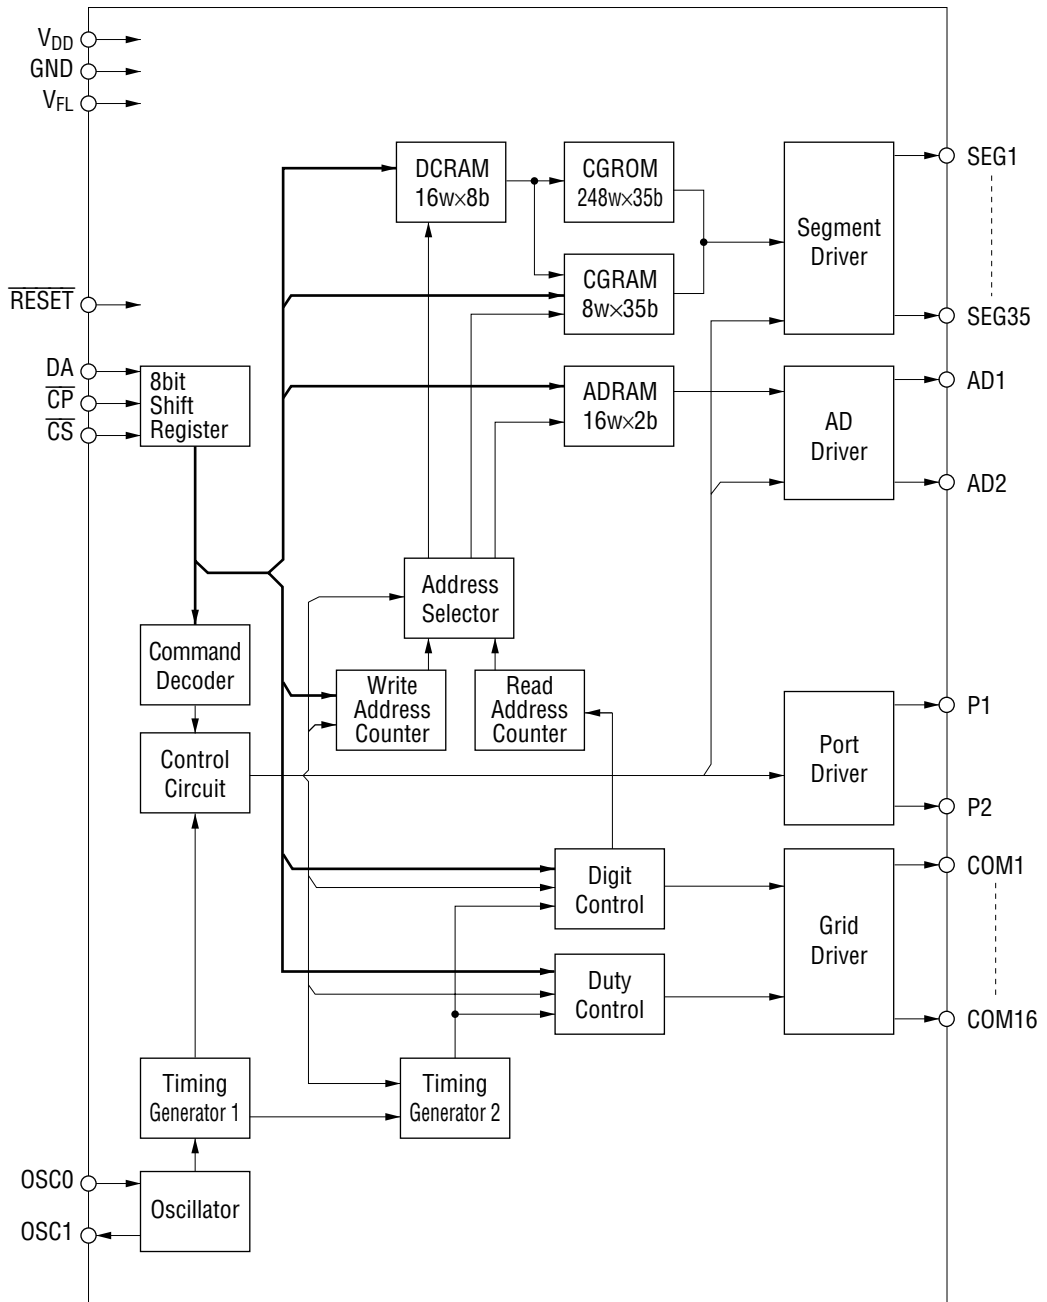 VDD
GND
VFL
RESET
DA
CP
CS
8bit
Shift
Register
DCRAM
16w×8b
CGROM
248w×35b
CGRAM
8w×35b
ADRAM
16w×2b
Segment
Driver
SEG1
SEG35
AD
Driver
AD1
AD2
Address
Selector
Command
Decoder
Write
Address
Counter
Read
Address
Counter
Control
Circuit
Port
Driver
P1
P2
Digit
Control
Duty
Control
Grid
Driver
COM1
COM16
Timing
Generator 1
Timing
Generator 2
OSC0
OSC1
Oscillator